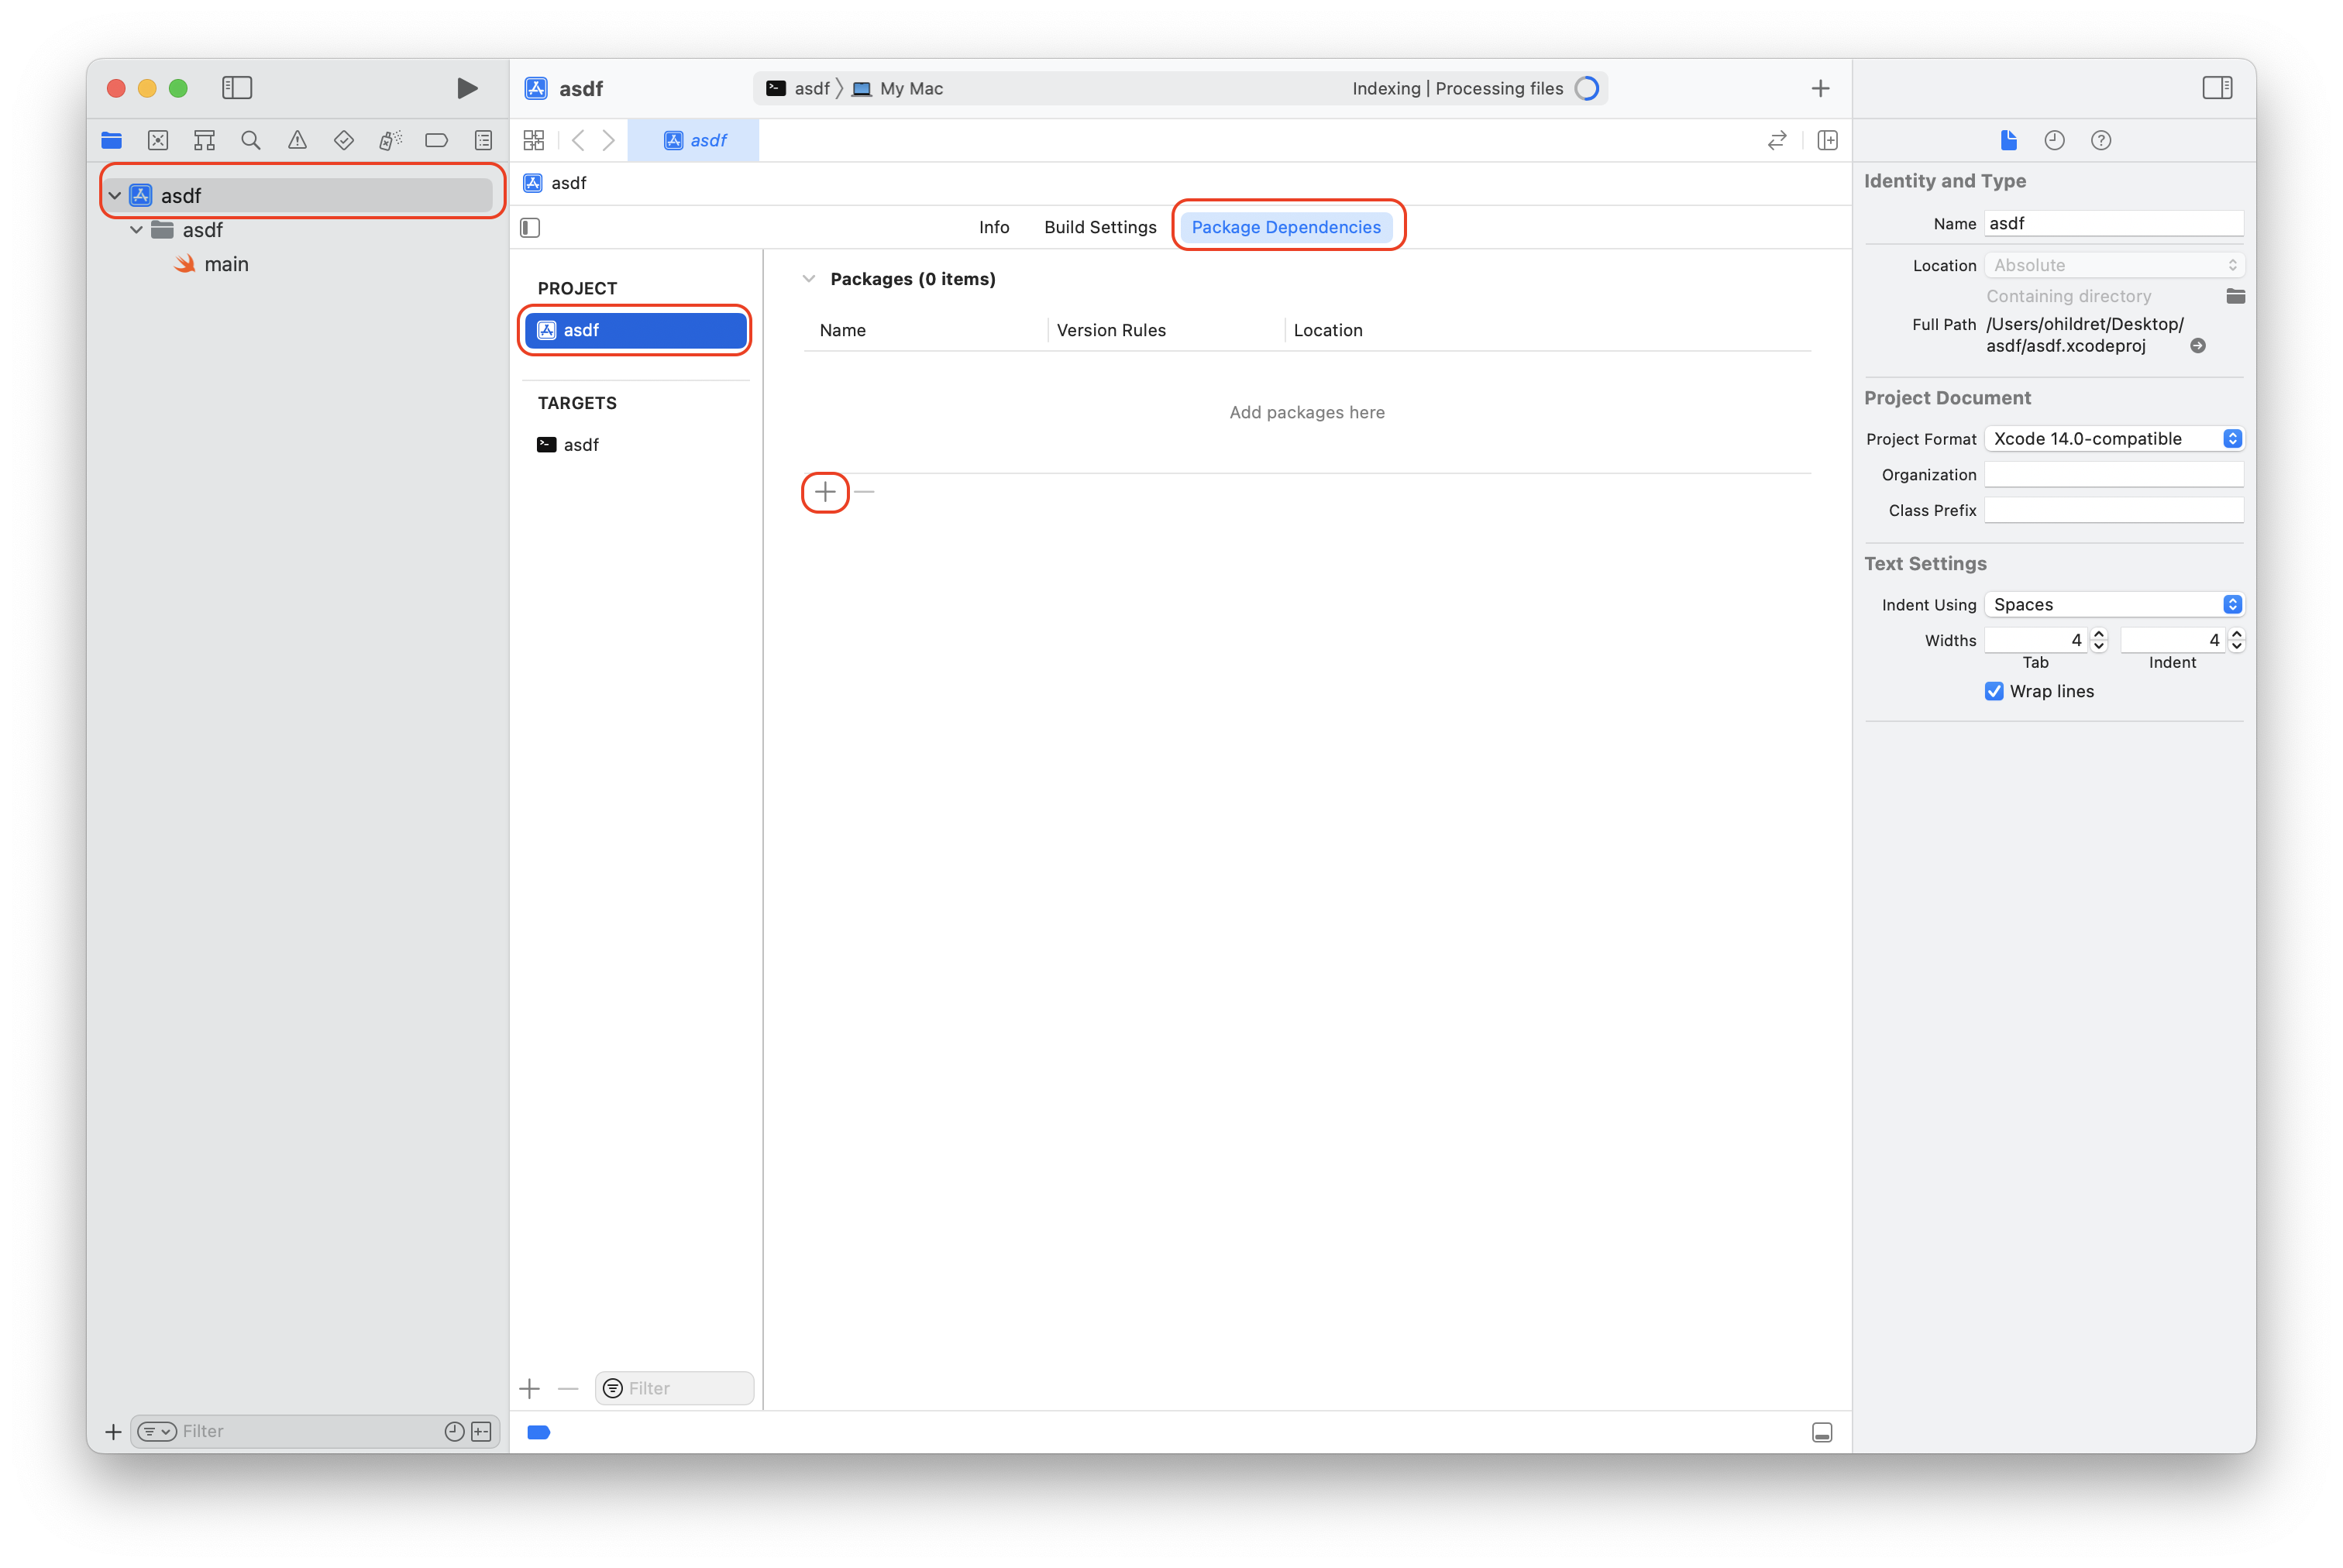 asdf
asdf
My Mac
Indexing | Processing files
asdf
asdf
asdf
main
asdf
Info
Build Settings
Package Dependencies
PROJECT
asdf
TARGETS
asdf
Packages (0 items)
Name
Version Rules
Location
Add packages here
Filter
Filter
Identity and Type
Name asdf
Location Absolute
Containing directory
Full Path /Users/ohildret/Desktop/
asdf/asdf.xcodeproj
Project Document
Project Format Xcode 14.0-compatible
Organization
Class Prefix
Text Settings
Indent Using Spaces
Widths 4 4
Tab Indent
Wrap lines